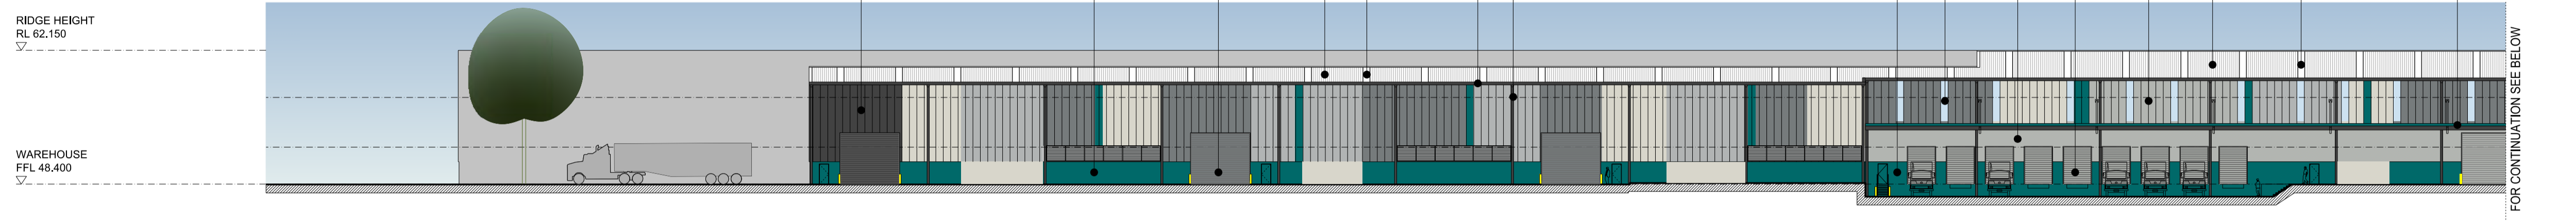 RIDGE HEIGHT
RL 62.150
WAREHOUSE
FFL 48.400
FOR CONTINUATION SEE BELOW